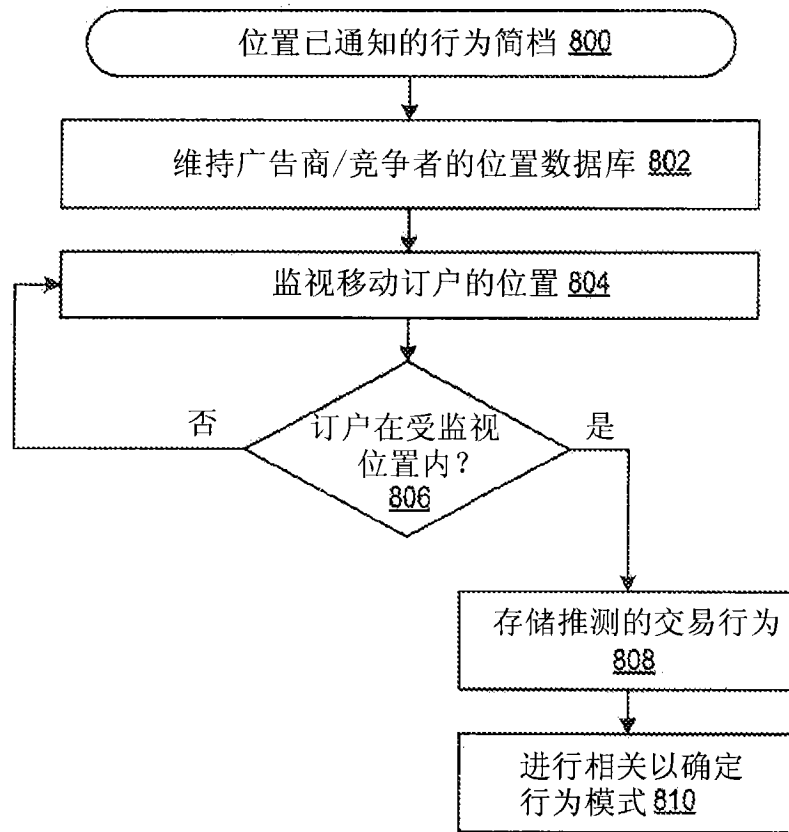 位置已通知的行为简档 800
维持广告商/竞争者的位置数据库 802
监视移动订户的位置 804
否
订户在受监视
位置内?
806
是
存储推测的交易行为
808
进行相关以确定
行为模式 810